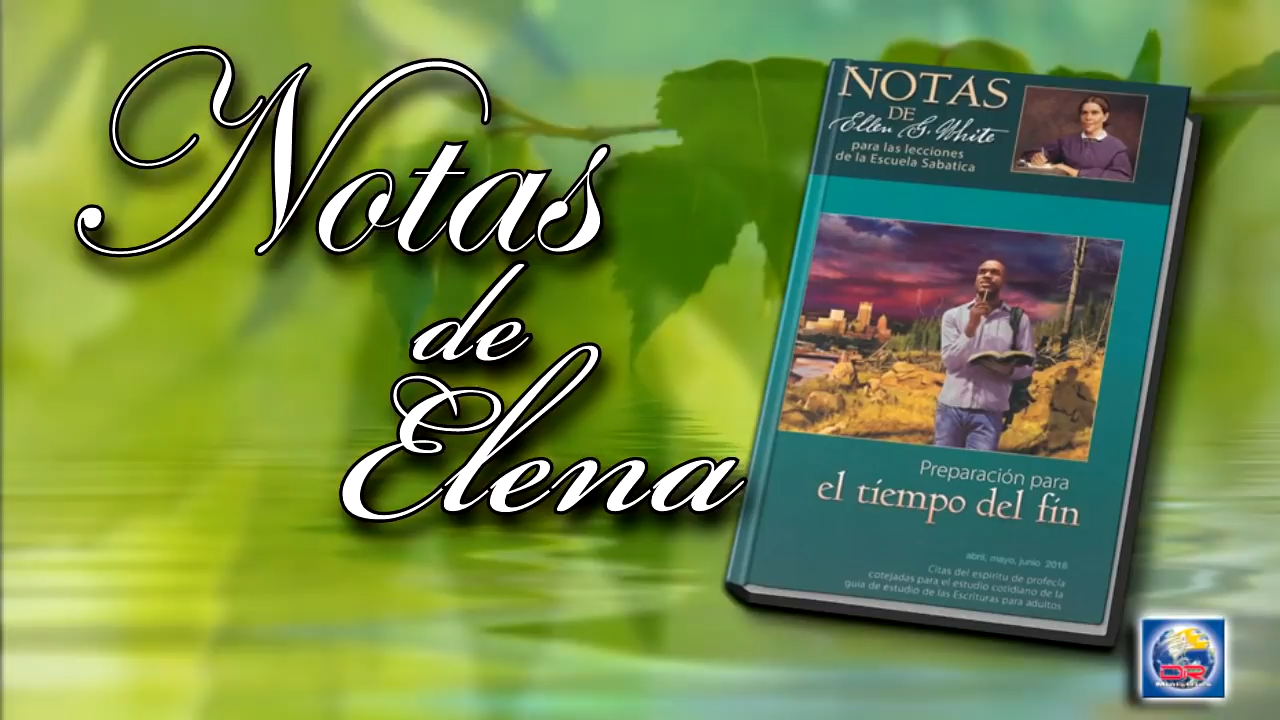 Notas
de
Elena
NOTAS
DE
Ellen G. White
para las lecciones
de la Escuela Sabatica
Preparación para
el tiempo del fin
abril, mayo, junio 2018
Citas del espíritu de profecía
cotejadas para el estudio cotidiano de la
guía de estudio de las Escrituras para adultos
DR
Ministries